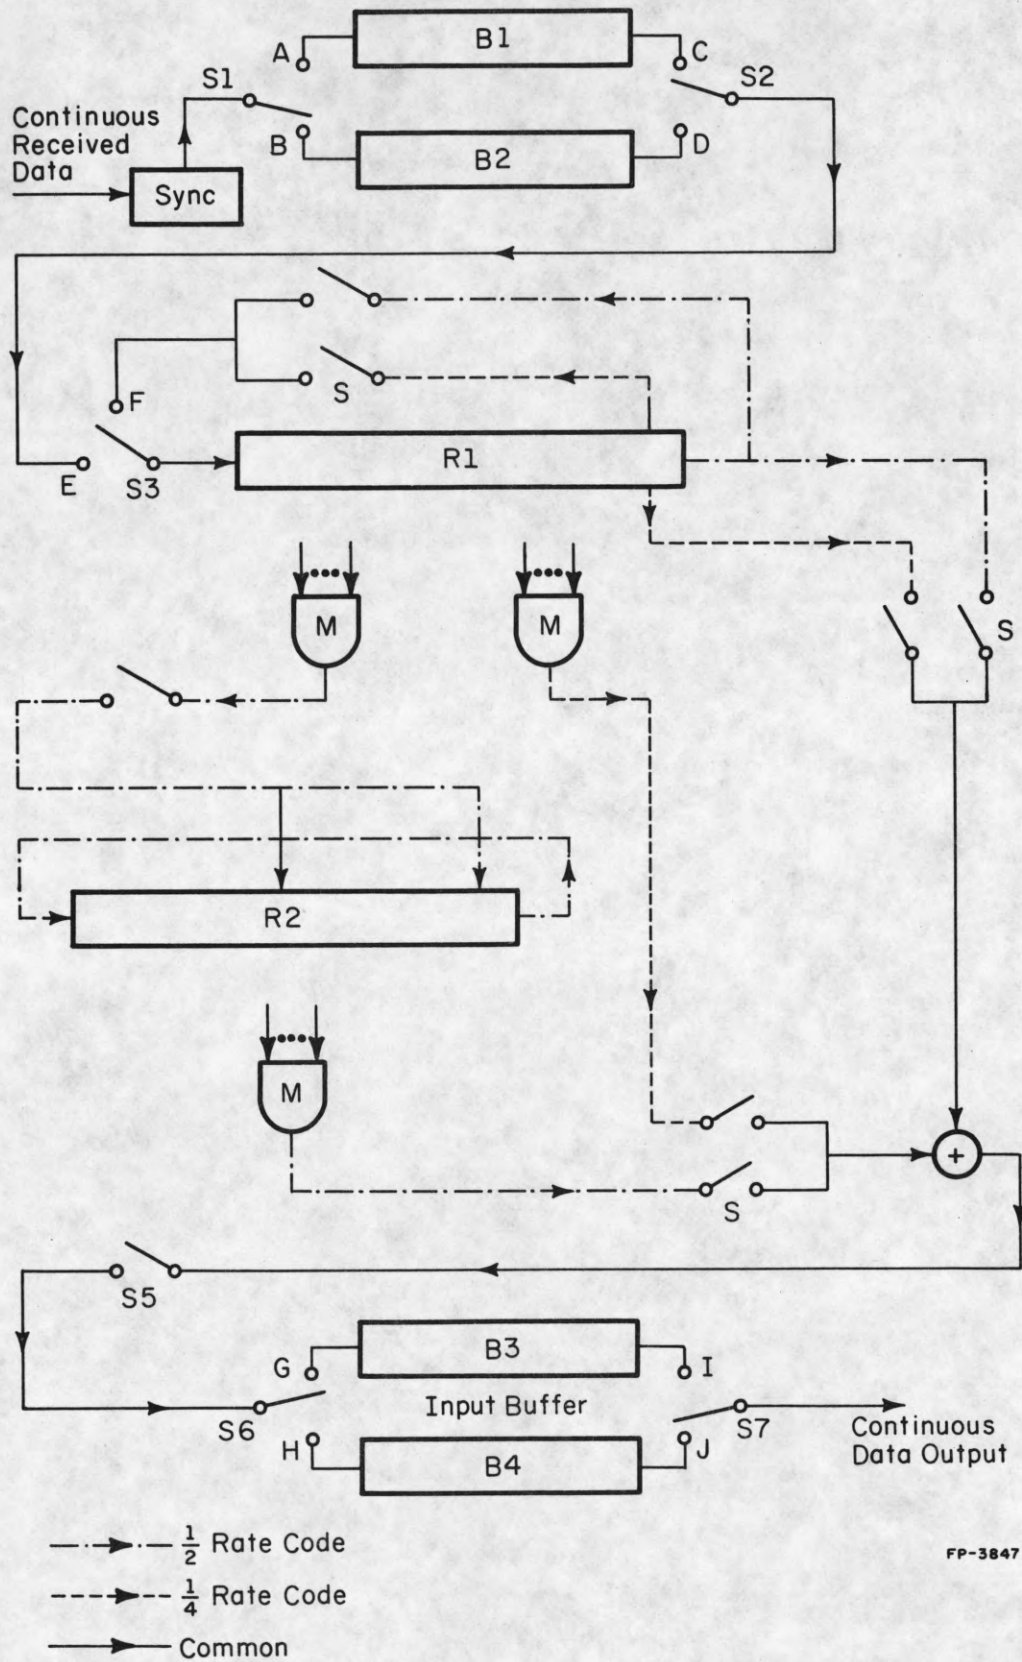 B1
A
C
S1
S2
Continuous
Received
Data
B
D
B2
Sync
F
S
R1
E
S3
M
M
S
R2
M
+
S
S5
B3
G
I
Input Buffer
S6
S7
Continuous
Data Output
H
J
B4
1/2 Rate Code
1/4 Rate Code
Common
FP-3847